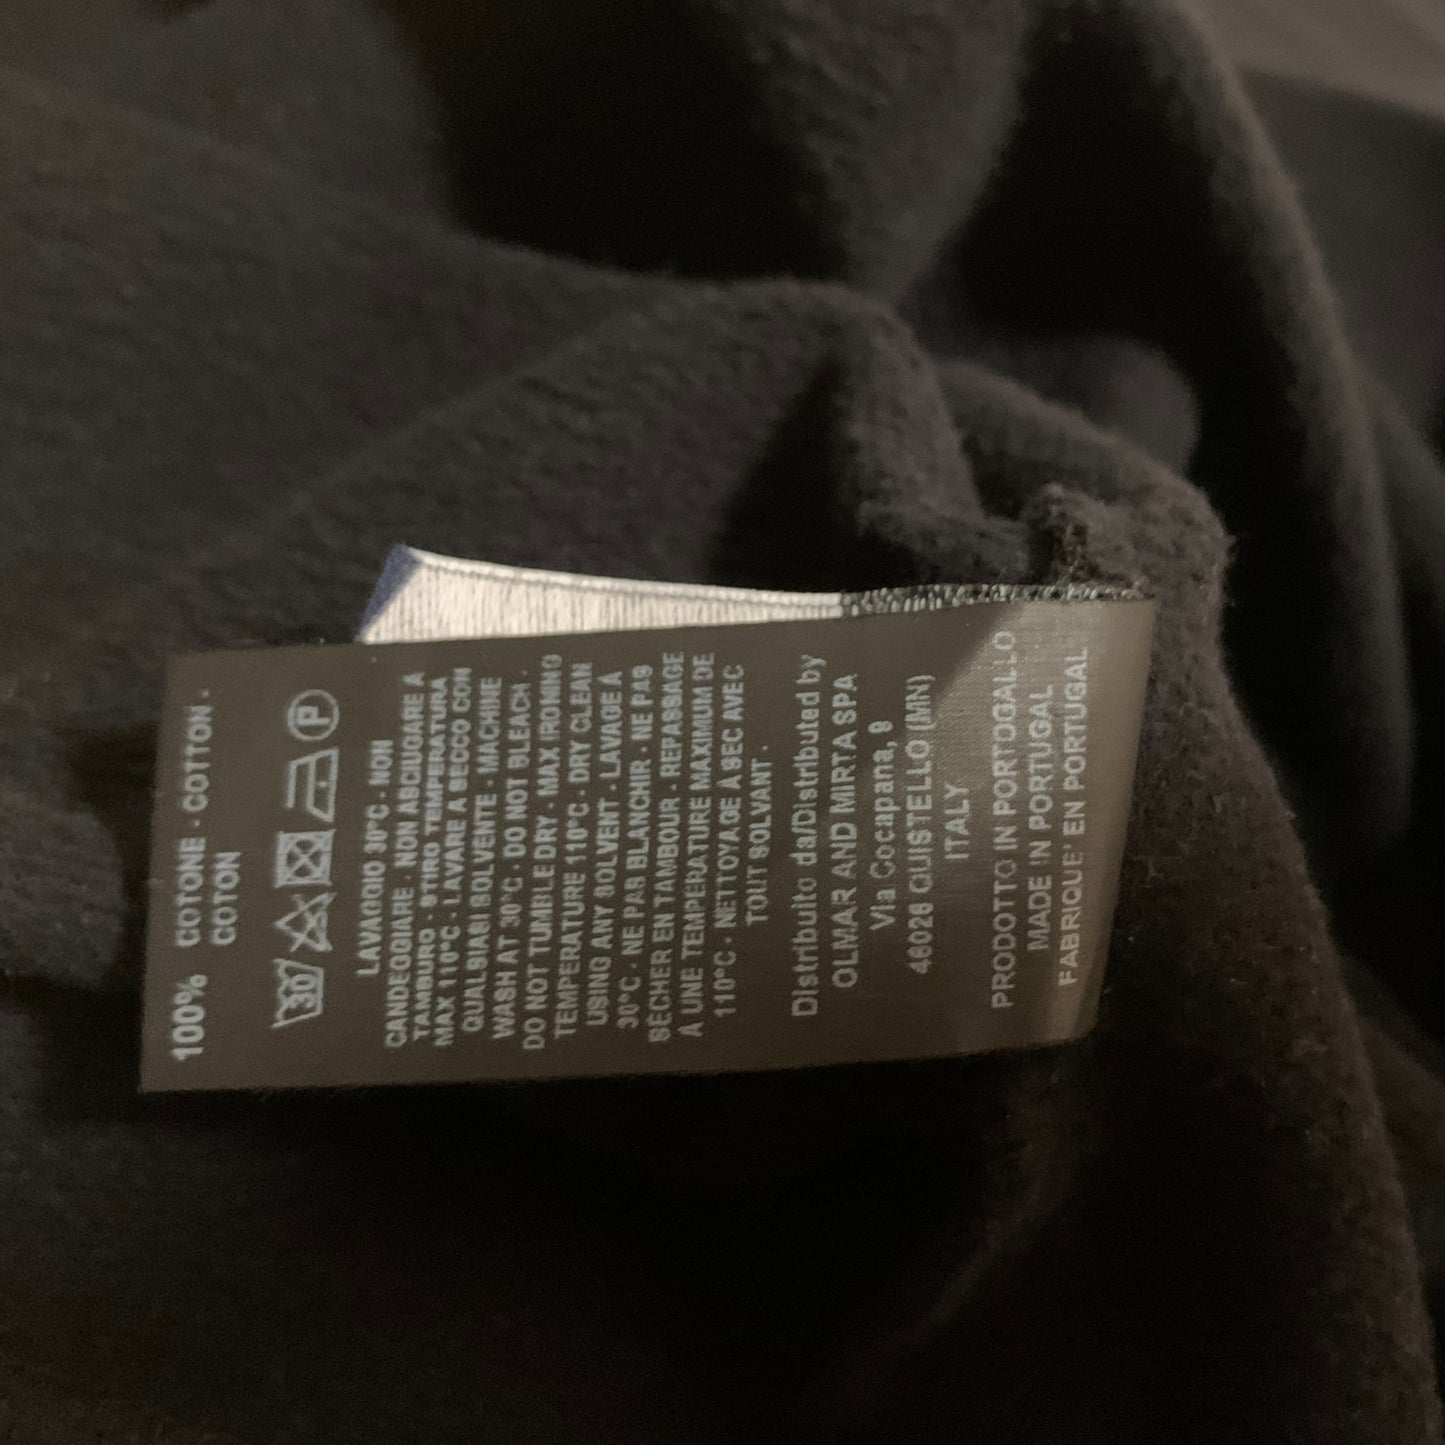 100% COTONE - COTTON .
COTON
30 P
LAVAGGIO 30°C - NON
CANDEGGIARE - NON ASCIUGARE A
TAMBURO - STIRO TEMPERATURA
MAX 110°C - LAVARE A SECCO CON
QUALSIASI SOLVENTE - MACHINE
WASH AT 30°C - DO NOT BLEACH .
DO NOT TUMBLE DRY - MAX IRONING
TEMPERATURE 110°C - DRY CLEAN
USING ANY SOLVENT - LAVAGE À
30°C - NE PAS BLANCHIR - NE PAS
SÉCHER EN TAMBOUR - REPASSAGE
À UNE TEMPÉRATURE MAXIMUM DE
110°C - NETTOYAGE À SEC AVEC
TOUT SOLVANT .
Distribuito da/Distributed by
OLMAR AND MIRTA SPA
Via Cocapana, 9
46026 QUISTELLO (MN)
ITALY
PRODOTTO IN PORTOGALLO
MADE IN PORTUGAL
FABRIQUE' EN PORTUGAL